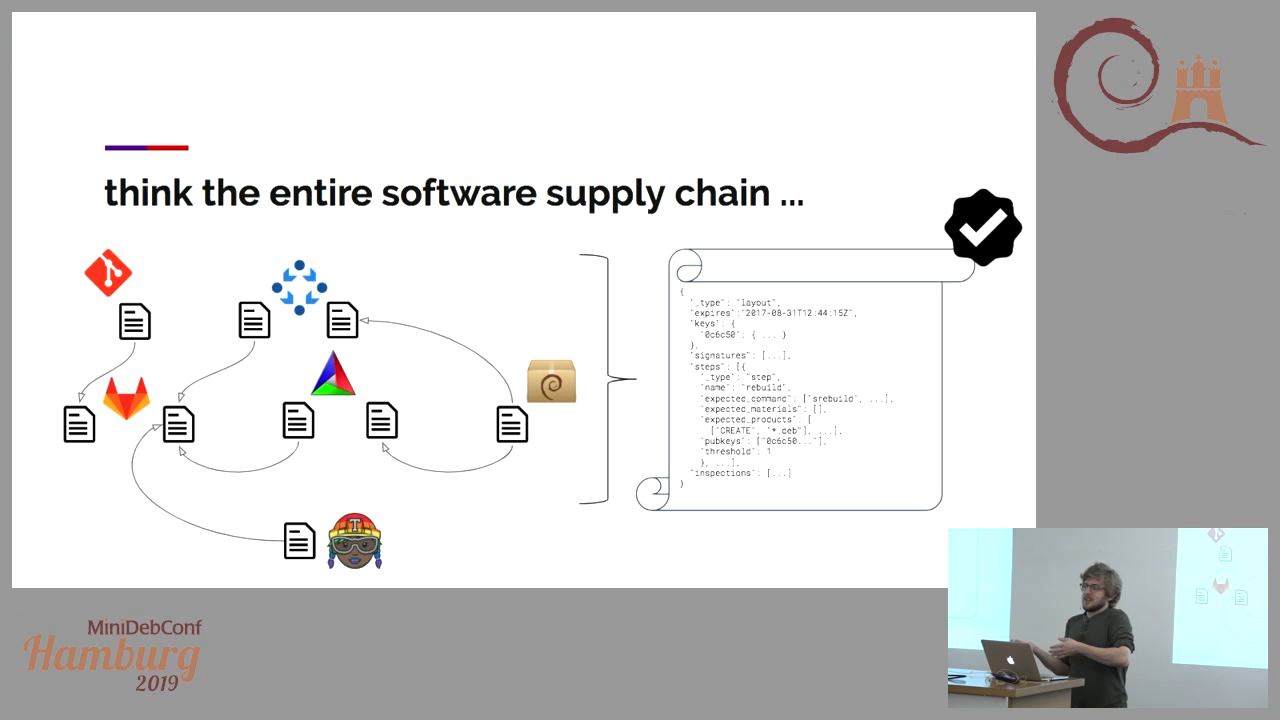 think the entire software supply chain ...
{
"_type": "layout",
"expires":"2017-08-31T12:44:15Z",
"keys": {
"0c6c50": { ... }
},
"signatures": [...],
"steps": [{
"_type": "step",
"name": "rebuild",
"expected_command": ["srebuild", ...],
"expected_materials": [],
"expected_products": [
["CREATE", "*.deb"], ...],
"pubkeys": ["0c6c50..."],
"threshold": 1
}, ...],
"inspections": [...]
}
T
MiniDebConf
Hamburg
2019